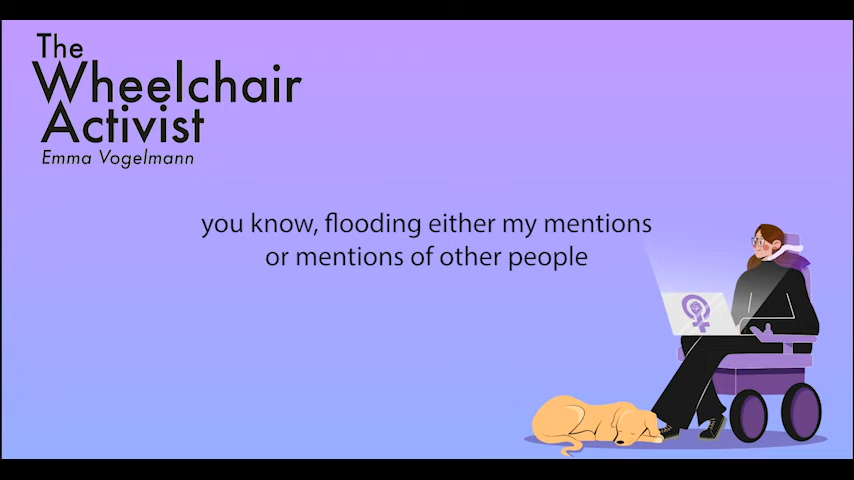 The
Wheelchair
Activist
Emma Vogelmann
you know, flooding either my mentions
or mentions of other people